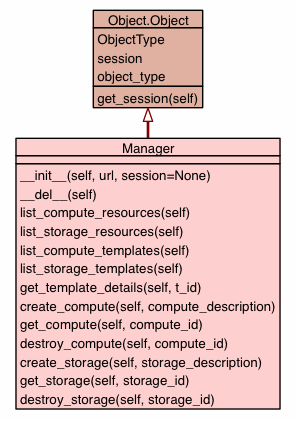 Object.Object
ObjectType
session
object_type
get_session(self)
Manager
__init__(self, url, session=None)
__del__(self)
list_compute_resources(self)
list_storage_resources(self)
list_compute_templates(self)
list_storage_templates(self)
get_template_details(self, t_id)
create_compute(self, compute_description)
get_compute(self, compute_id)
destroy_compute(self, compute_id)
create_storage(self, storage_description)
get_storage(self, storage_id)
destroy_storage(self, storage_id)